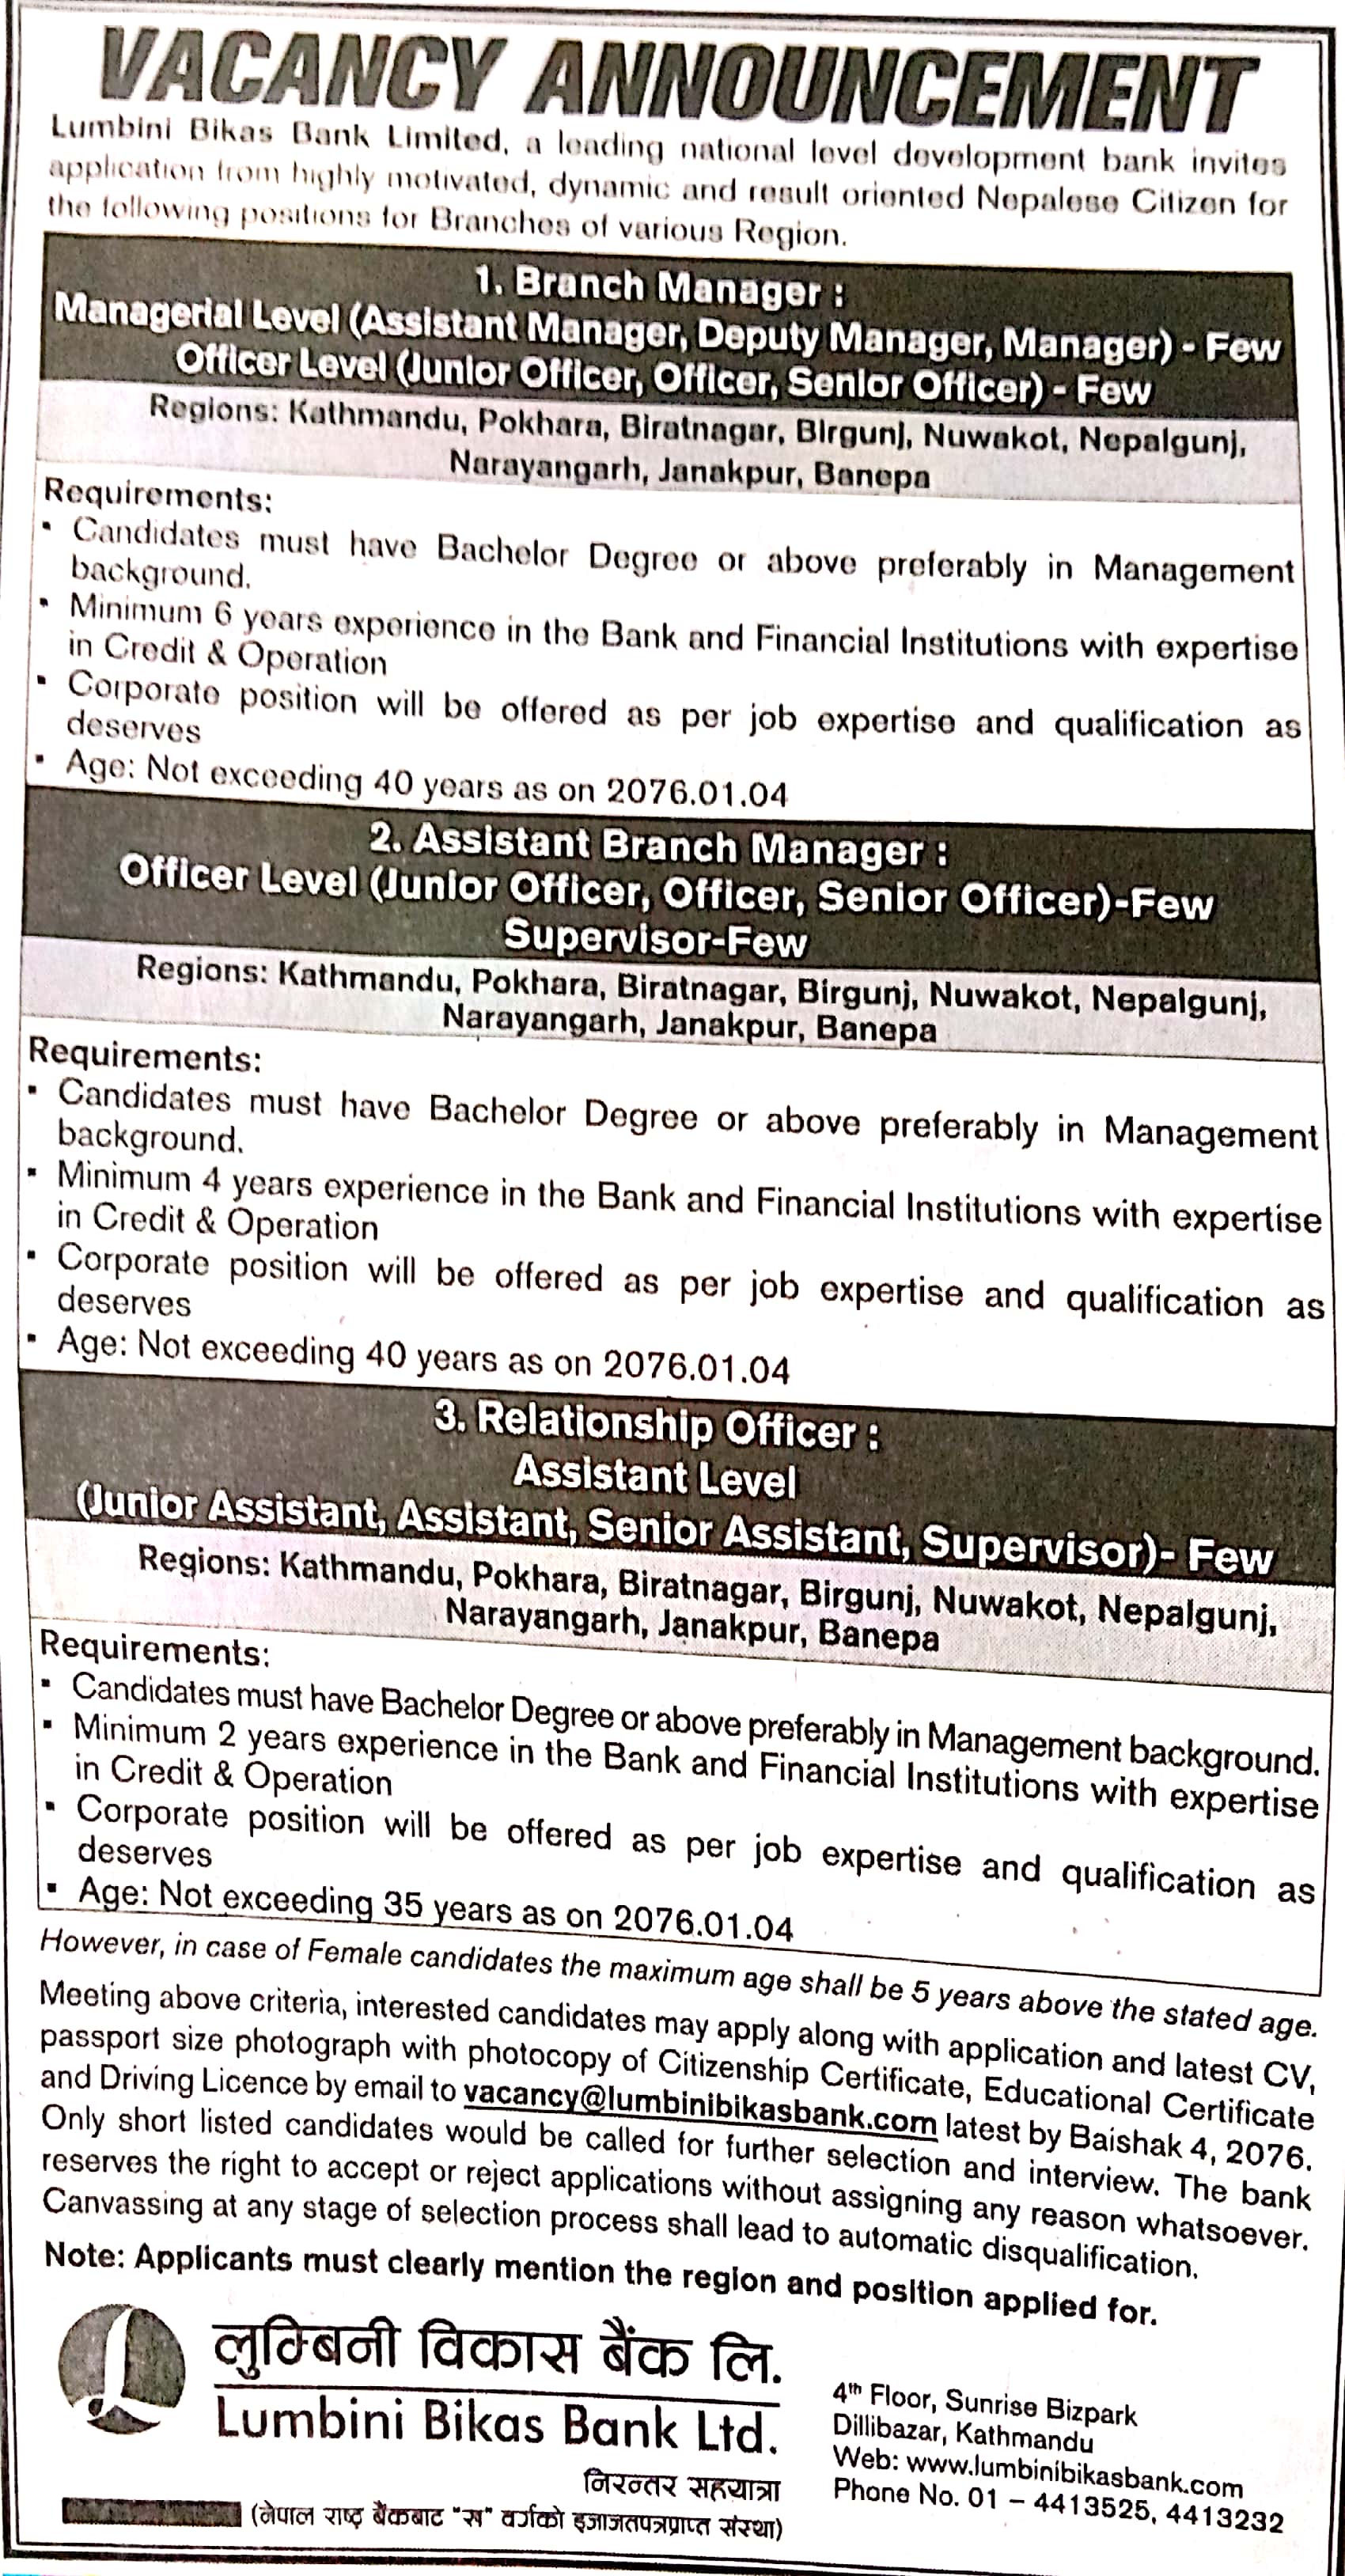 VACANCY ANNOUNCEMENT
Lumbini Bikas Bank Limited, a leading national level development bank invites
application from highly motivated, dynamic and result oriented Nepalese Citizen for
the following positions for Branches of various Region.
1. Branch Manager :
Managerial Level (Assistant Manager, Deputy Manager, Manager) - Few
Officer Level (Junior Officer, Officer, Senior Officer) - Few
Regions: Kathmandu, Pokhara, Biratnagar, Birgunj, Nuwakot, Nepalgunj,
Narayangarh, Janakpur, Banepa
Requirements:
▪ Candidates must have Bachelor Degree or above preferably in Management
background.
▪ Minimum 6 years experience in the Bank and Financial Institutions with expertise
in Credit & Operation
▪ Corporate position will be offered as per job expertise and qualification as
deserves
▪ Age: Not exceeding 40 years as on 2076.01.04
2. Assistant Branch Manager :
Officer Level (Junior Officer, Officer, Senior Officer)-Few
Supervisor-Few
Regions: Kathmandu, Pokhara, Biratnagar, Birgunj, Nuwakot, Nepalgunj,
Narayangarh, Janakpur, Banepa
Requirements:
▪ Candidates must have Bachelor Degree or above preferably in Management
background.
▪ Minimum 4 years experience in the Bank and Financial Institutions with expertise
in Credit & Operation
▪ Corporate position will be offered as per job expertise and qualification as
deserves
▪ Age: Not exceeding 40 years as on 2076.01.04
3. Relationship Officer :
Assistant Level
(Junior Assistant, Assistant, Senior Assistant, Supervisor)- Few
Regions: Kathmandu, Pokhara, Biratnagar, Birgunj, Nuwakot, Nepalgunj,
Narayangarh, Janakpur, Banepa
Requirements:
▪ Candidates must have Bachelor Degree or above preferably in Management background.
▪ Minimum 2 years experience in the Bank and Financial Institutions with expertise
in Credit & Operation
▪ Corporate position will be offered as per job expertise and qualification as
deserves
▪ Age: Not exceeding 35 years as on 2076.01.04
However, in case of Female candidates the maximum age shall be 5 years above the stated age.
Meeting above criteria, interested candidates may apply along with application and latest CV,
passport size photograph with photocopy of Citizenship Certificate, Educational Certificate
and Driving Licence by email to vacancy@lumbinibikasbank.com latest by Baishak 4, 2076.
Only short listed candidates would be called for further selection and interview. The bank
reserves the right to accept or reject applications without assigning any reason whatsoever.
Canvassing at any stage of selection process shall lead to automatic disqualification.
Note: Applicants must clearly mention the region and position applied for.
लुम्बिनी विकास बैंक लि.
Lumbini Bikas Bank Ltd.
निरन्तर सहयात्रा
(नेपाल राष्ट्र बैंकबाट "ख" वर्गको इजाजतपत्रप्राप्त संस्था)
4th Floor, Sunrise Bizpark
Dillibazar, Kathmandu
Web: www.lumbinibikasbank.com
Phone No. 01 – 4413525, 4413232